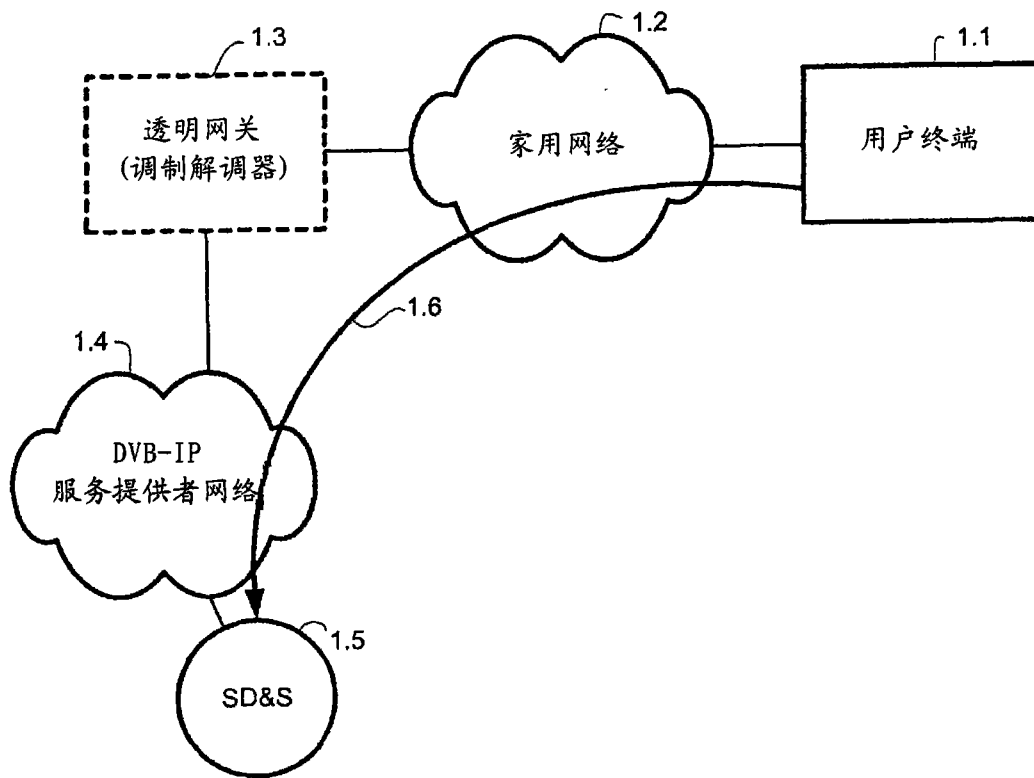 1.3
1.2
1.1
透明网关
(调制解调器)
家用网络
用户终端
1.6
1.4
DVB-IP
服务提供者网络
1.5
SD&S